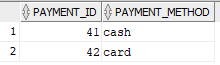 PAYMENT_ID PAYMENT_METHOD
1 41 cash
2 42 card